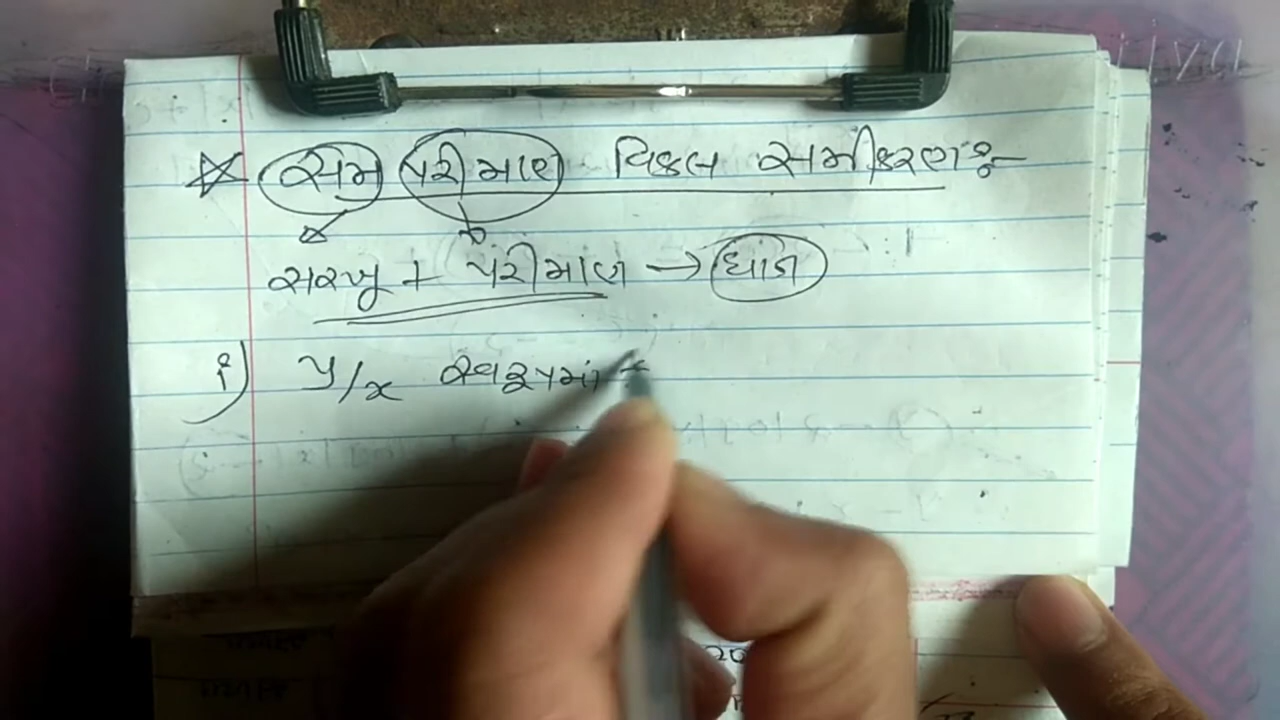 ☆ સમ પરીમાણ વિકલ સમીકરણ:-
સરખુ + પરીમાણ → ઘાત
i) y/x સ્વરૂપમાં